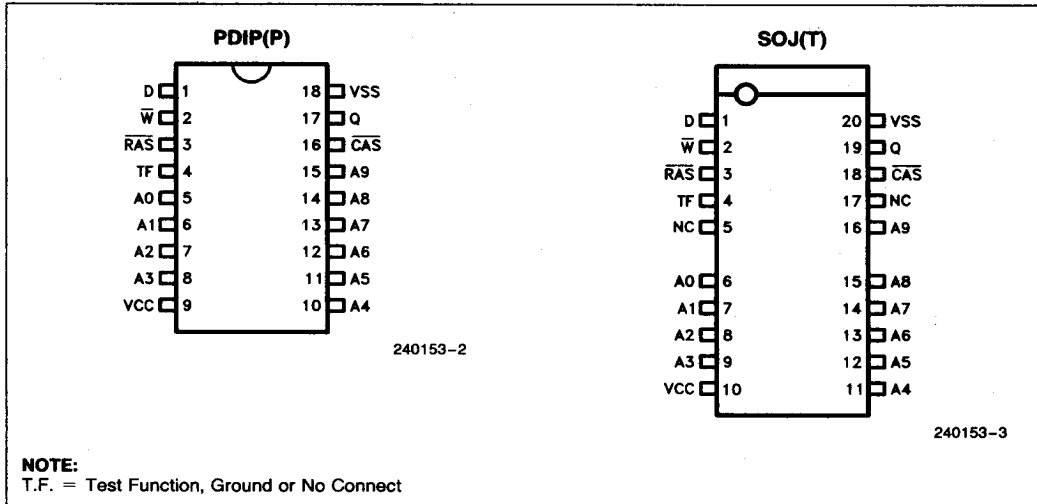 PDIP(P)
D 1 18 VSS
W̅ 2 17 Q
R̅A̅S̅ 3 16 C̅A̅S̅
TF 4 15 A9
A0 5 14 A8
A1 6 13 A7
A2 7 12 A6
A3 8 11 A5
VCC 9 10 A4
240153-2
SOJ(T)
D 1 20 VSS
W̅ 2 19 Q
R̅A̅S̅ 3 18 C̅A̅S̅
TF 4 17 NC
NC 5 16 A9
A0 6 15 A8
A1 7 14 A7
A2 8 13 A6
A3 9 12 A5
VCC 10 11 A4
240153-3
NOTE:
T.F. = Test Function, Ground or No Connect